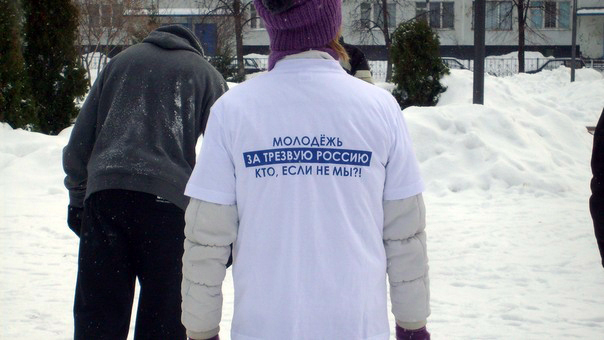 МОЛОДЁЖЬ
ЗА ТРЕЗВУЮ РОССИЮ
КТО, ЕСЛИ НЕ МЫ?!